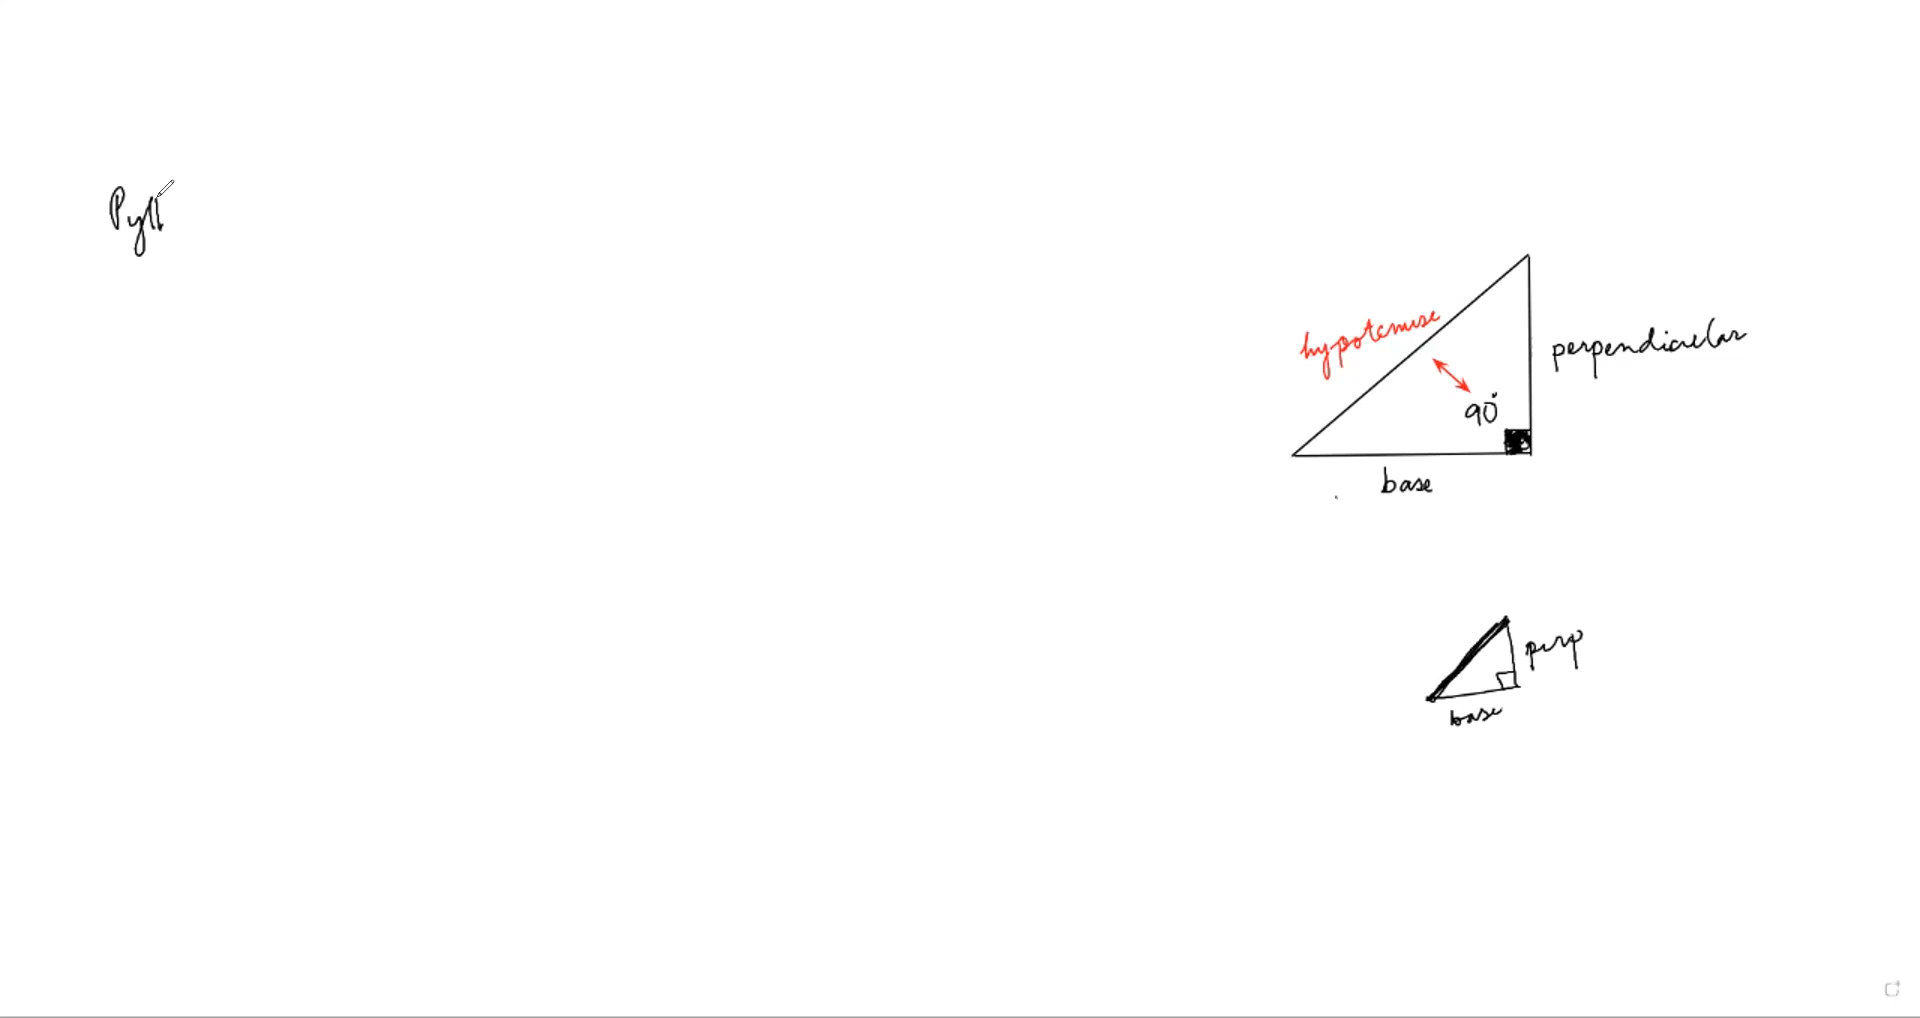 Pyth
hypotenuse
perpendicular
90°
base
perp
base